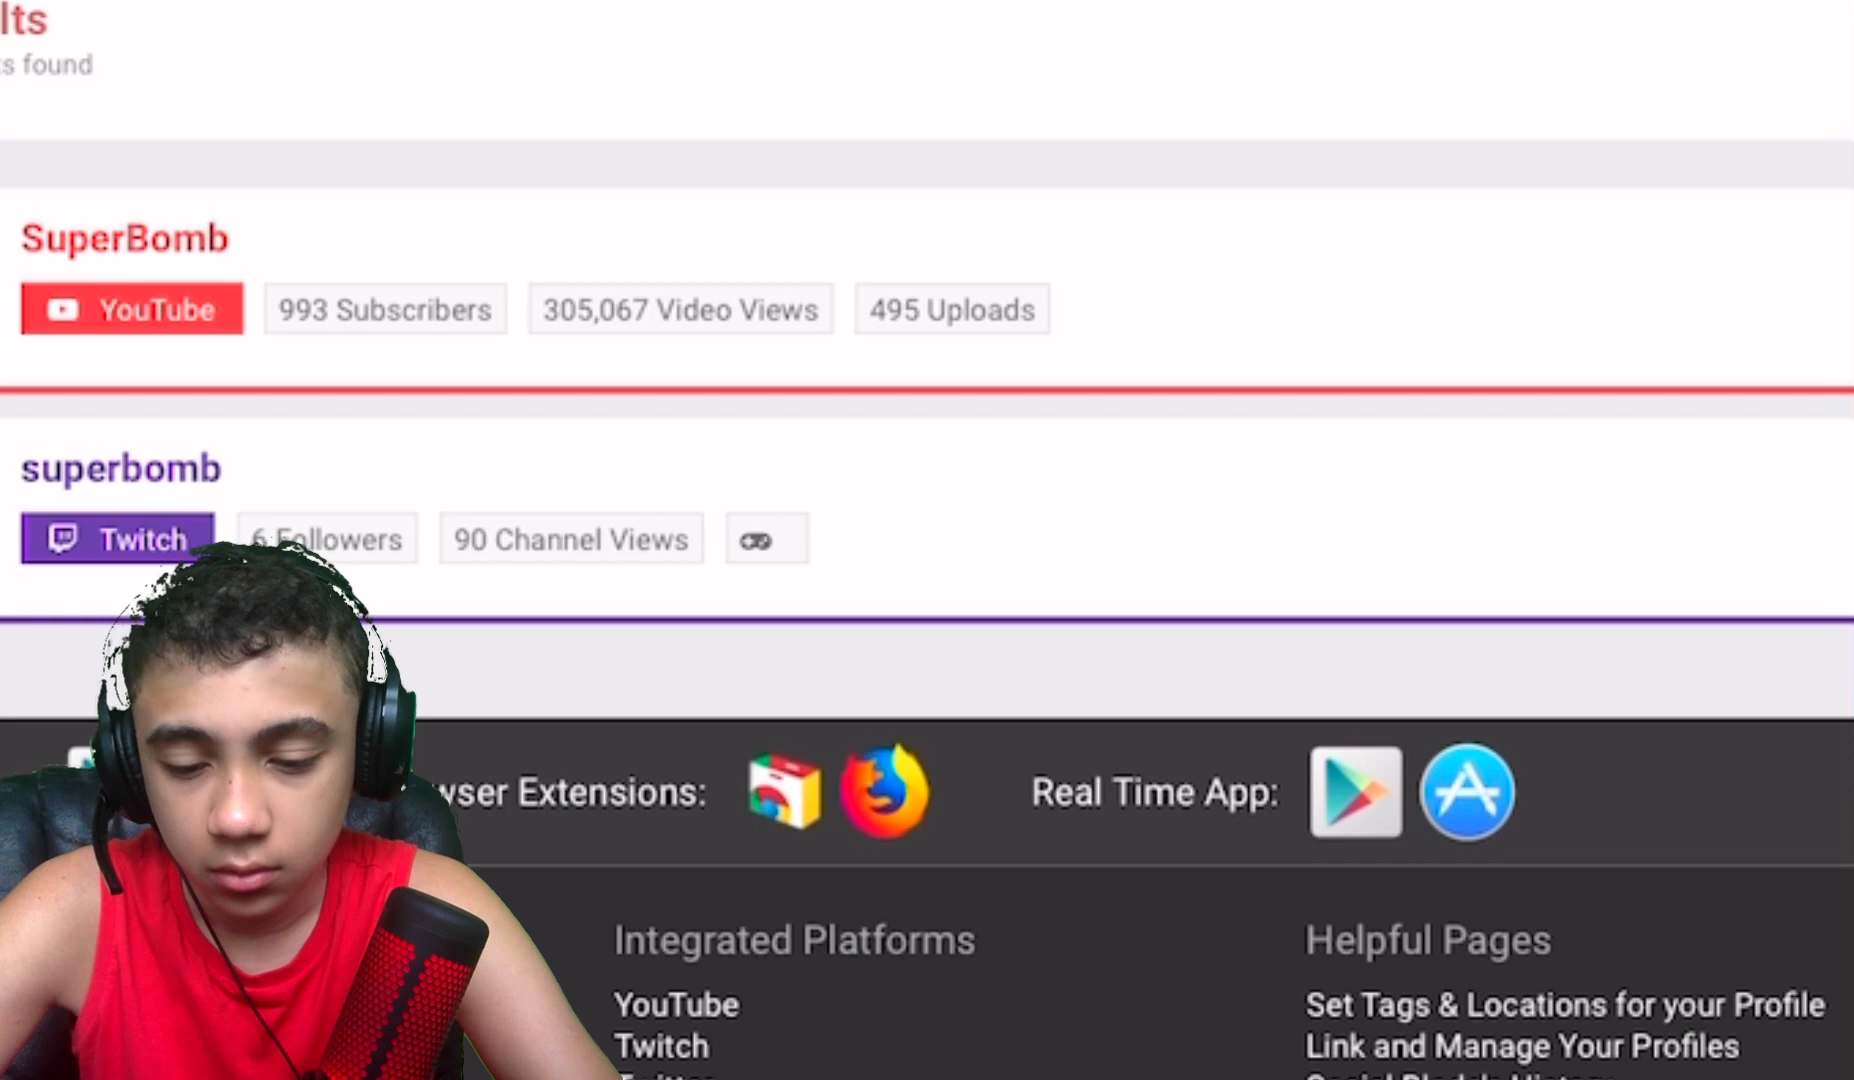 lts
ts found
SuperBomb
YouTube 993 Subscribers 305,067 Video Views 495 Uploads
superbomb
Twitch 6 Followers 90 Channel Views
wser Extensions: Real Time App:
Integrated Platforms Helpful Pages
YouTube Set Tags & Locations for your Profile
Twitch Link and Manage Your Profiles